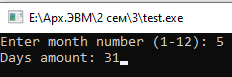 E:\Арх.ЭВМ\2 сем\3\test.exe
Enter month number (1-12): 5
Days amount: 31